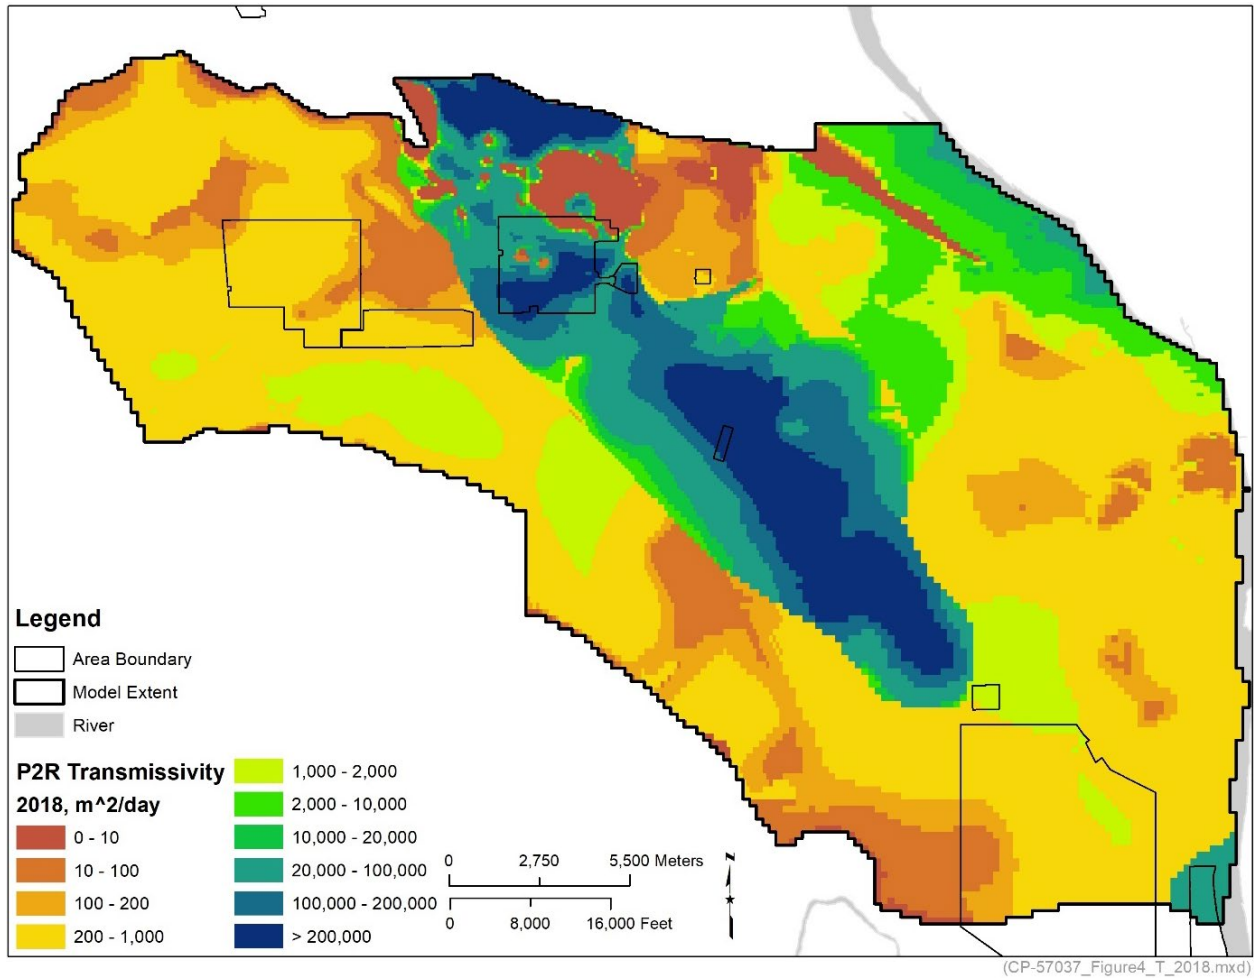 Legend
Area Boundary
Model Extent
River
P2R Transmissivity
2018, m^2/day
0 - 10
10 - 100
100 - 200
200 - 1,000
1,000 - 2,000
2,000 - 10,000
10,000 - 20,000
20,000 - 100,000
100,000 - 200,000
> 200,000
0 2,750 5,500 Meters
0 8,000 16,000 Feet
N
(CP-57037_Figure4_T_2018.mxd)